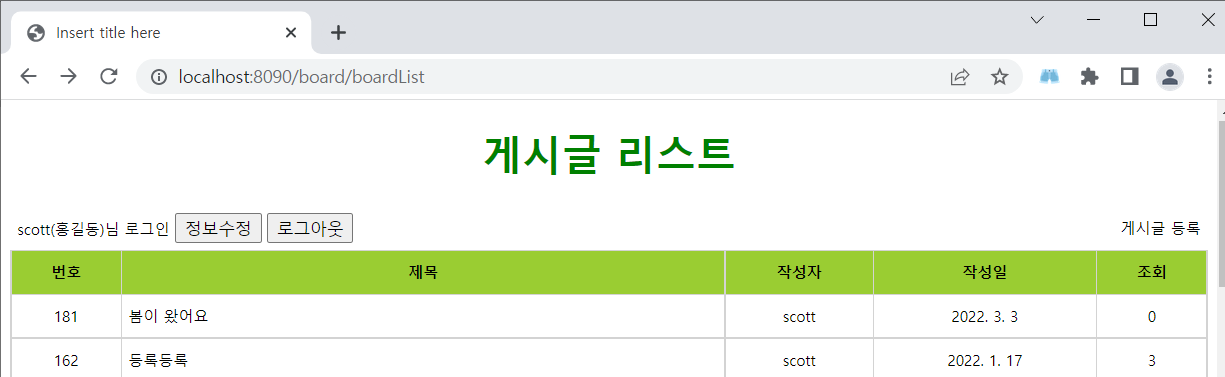 Insert title here
localhost:8090/board/boardList
게시글 리스트
scott(홍길동)님 로그인 정보수정 로그아웃 게시글 등록
번호 제목 작성자 작성일 조회
181 봄이 왔어요 scott 2022. 3. 3 0
162 등록등록 scott 2022. 1. 17 3